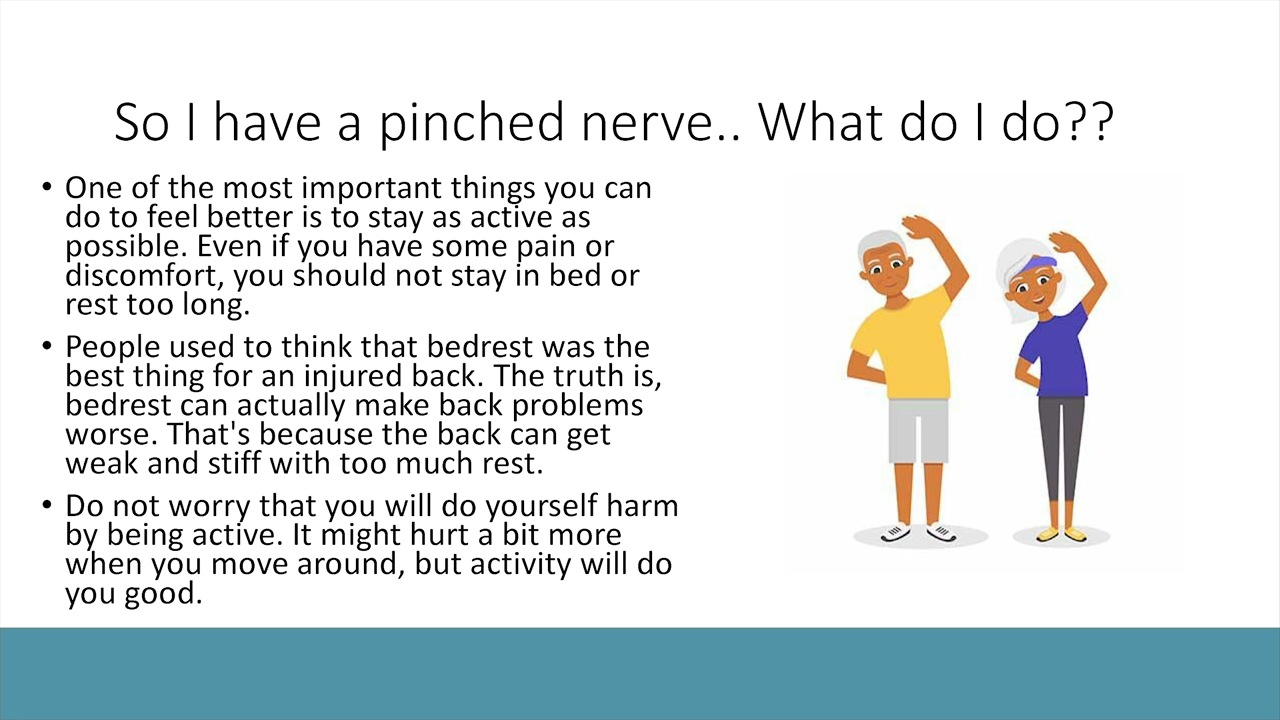 So I have a pinched nerve.. What do I do??
• One of the most important things you can
do to feel better is to stay as active as
possible. Even if you have some pain or
discomfort, you should not stay in bed or
rest too long.
• People used to think that bedrest was the
best thing for an injured back. The truth is,
bedrest can actually make back problems
worse. That's because the back can get
weak and stiff with too much rest.
• Do not worry that you will do yourself harm
by being active. It might hurt a bit more
when you move around, but activity will do
you good.